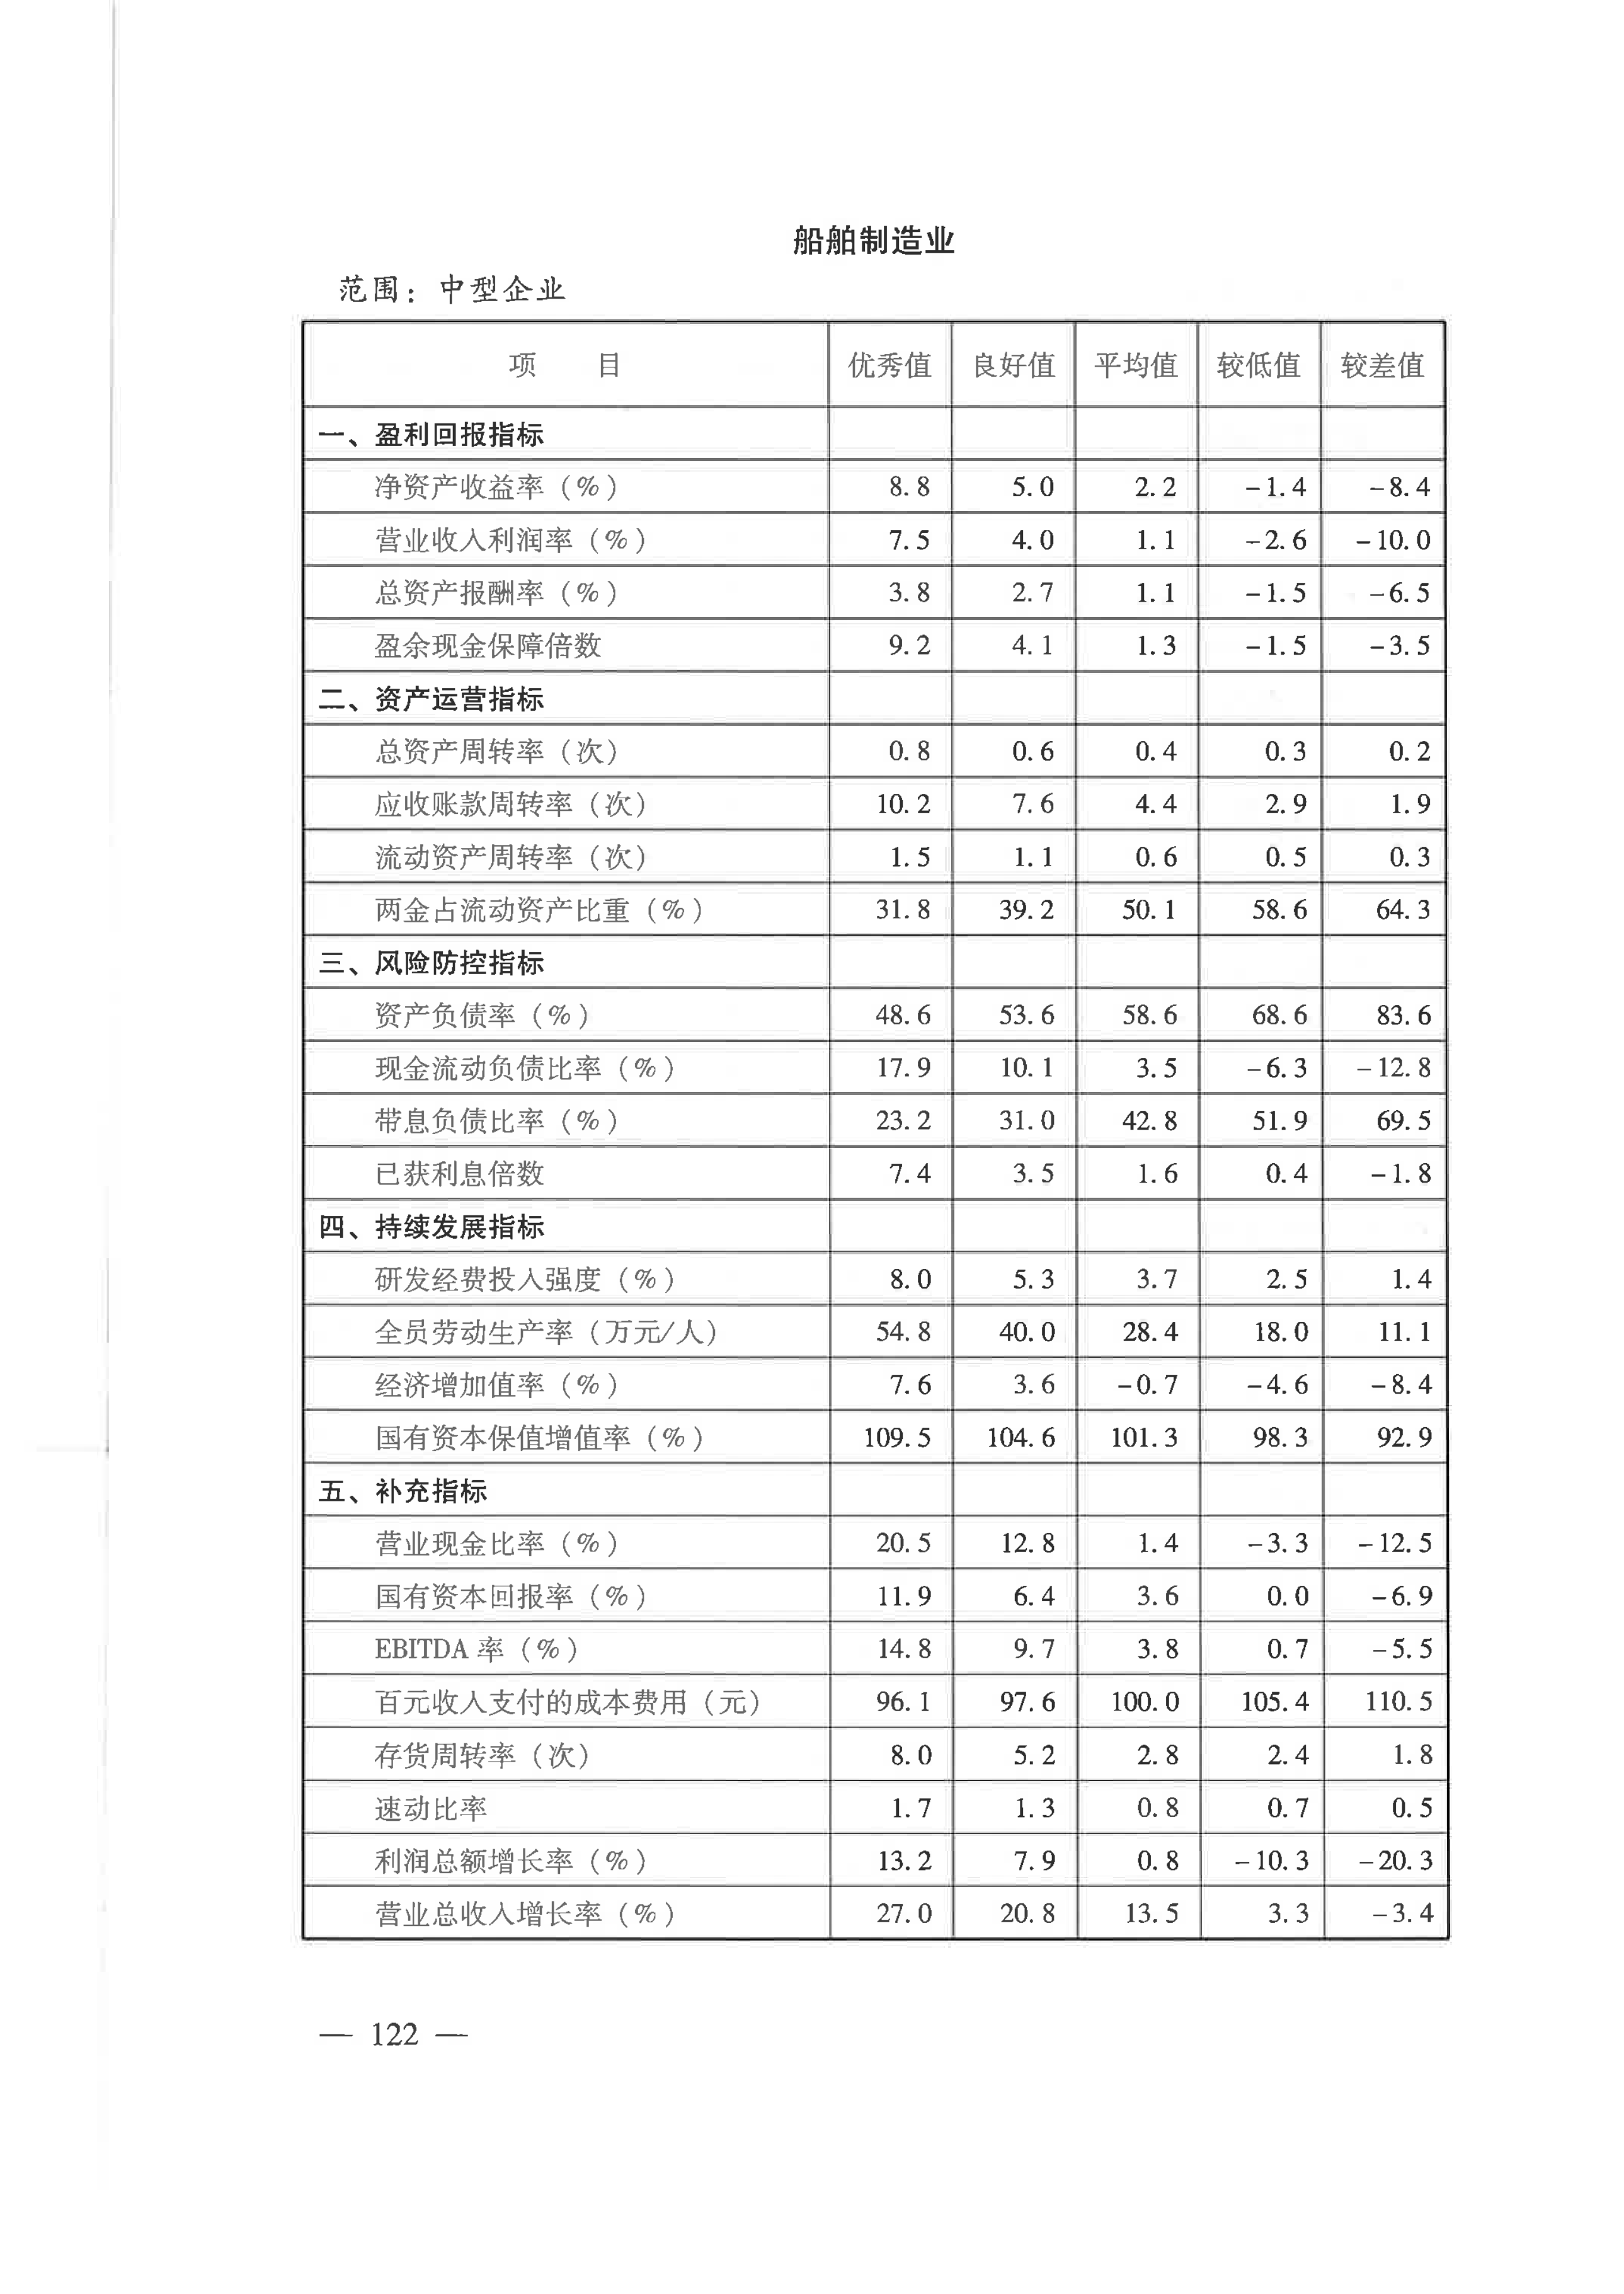 船舶制造业
范围：中型企业
项 目 优秀值 良好值 平均值 较低值 较差值
一、盈利回报指标
净资产收益率（%） 8.8 5.0 2.2 -1.4 -8.4
营业收入利润率（%） 7.5 4.0 1.1 -2.6 -10.0
总资产报酬率（%） 3.8 2.7 1.1 -1.5 -6.5
盈余现金保障倍数 9.2 4.1 1.3 -1.5 -3.5
二、资产运营指标
总资产周转率（次） 0.8 0.6 0.4 0.3 0.2
应收账款周转率（次） 10.2 7.6 4.4 2.9 1.9
流动资产周转率（次） 1.5 1.1 0.6 0.5 0.3
两金占流动资产比重（%） 31.8 39.2 50.1 58.6 64.3
三、风险防控指标
资产负债率（%） 48.6 53.6 58.6 68.6 83.6
现金流动负债比率（%） 17.9 10.1 3.5 -6.3 -12.8
带息负债比率（%） 23.2 31.0 42.8 51.9 69.5
已获利息倍数 7.4 3.5 1.6 0.4 -1.8
四、持续发展指标
研发经费投入强度（%） 8.0 5.3 3.7 2.5 1.4
全员劳动生产率（万元/人） 54.8 40.0 28.4 18.0 11.1
经济增加值率（%） 7.6 3.6 -0.7 -4.6 -8.4
国有资本保值增值率（%） 109.5 104.6 101.3 98.3 92.9
五、补充指标
营业现金比率（%） 20.5 12.8 1.4 -3.3 -12.5
国有资本回报率（%） 11.9 6.4 3.6 0.0 -6.9
EBITDA 率（%） 14.8 9.7 3.8 0.7 -5.5
百元收入支付的成本费用（元） 96.1 97.6 100.0 105.4 110.5
存货周转率（次） 8.0 5.2 2.8 2.4 1.8
速动比率 1.7 1.3 0.8 0.7 0.5
利润总额增长率（%） 13.2 7.9 0.8 -10.3 -20.3
营业总收入增长率（%） 27.0 20.8 13.5 3.3 -3.4
— 122 —